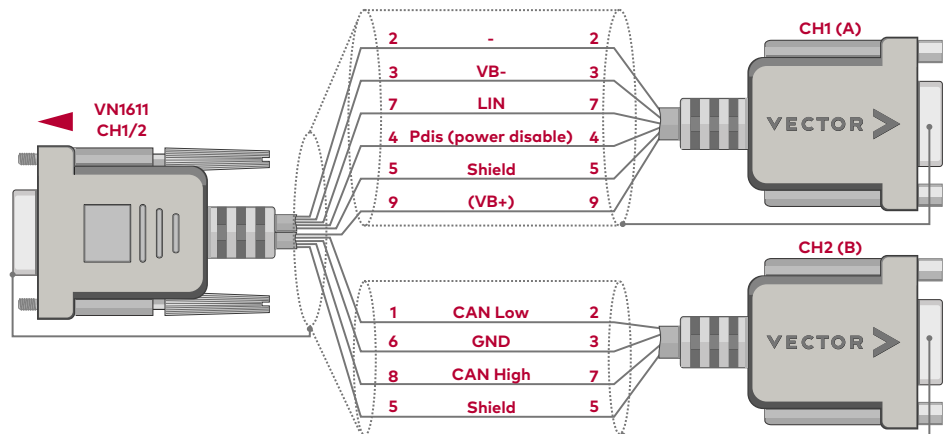 CH1 (A)
2 - 2
3 VB- 3
7 LIN 7
4 Pdis (power disable) 4
5 Shield 5
9 (VB+) 9
VECTOR
VN1611
CH1/2
CH2 (B)
1 CAN Low 2
6 GND 3
8 CAN High 7
5 Shield 5
VECTOR